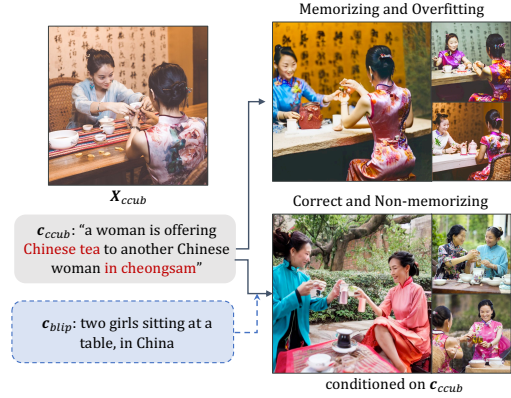 Memorizing and Overfitting
X_ccub
c_ccub: “a woman is offering
Chinese tea to another Chinese
woman in cheongsam”
c_blip: two girls sitting at a
table, in China
Correct and Non-memorizing
conditioned on c_ccub